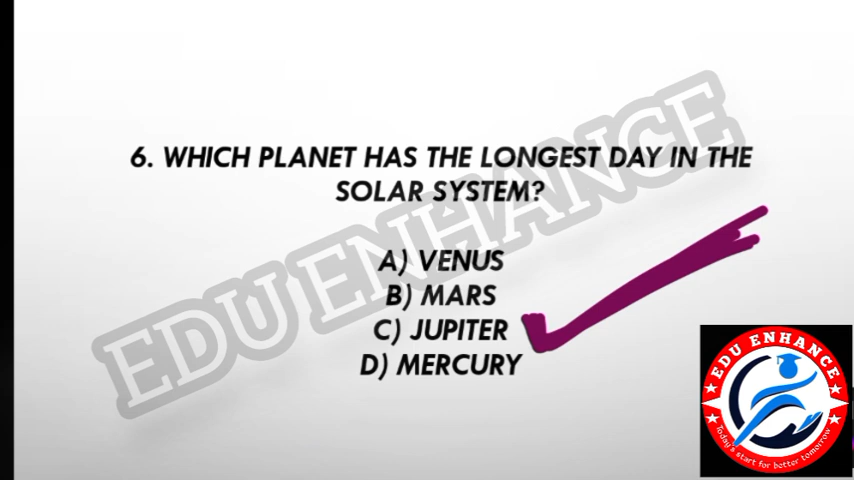 6. WHICH PLANET HAS THE LONGEST DAY IN THE
SOLAR SYSTEM?
A) VENUS
B) MARS
C) JUPITER
D) MERCURY
EDU ENHANCE
EDU ENHANCE
Today's start for better tomorrow